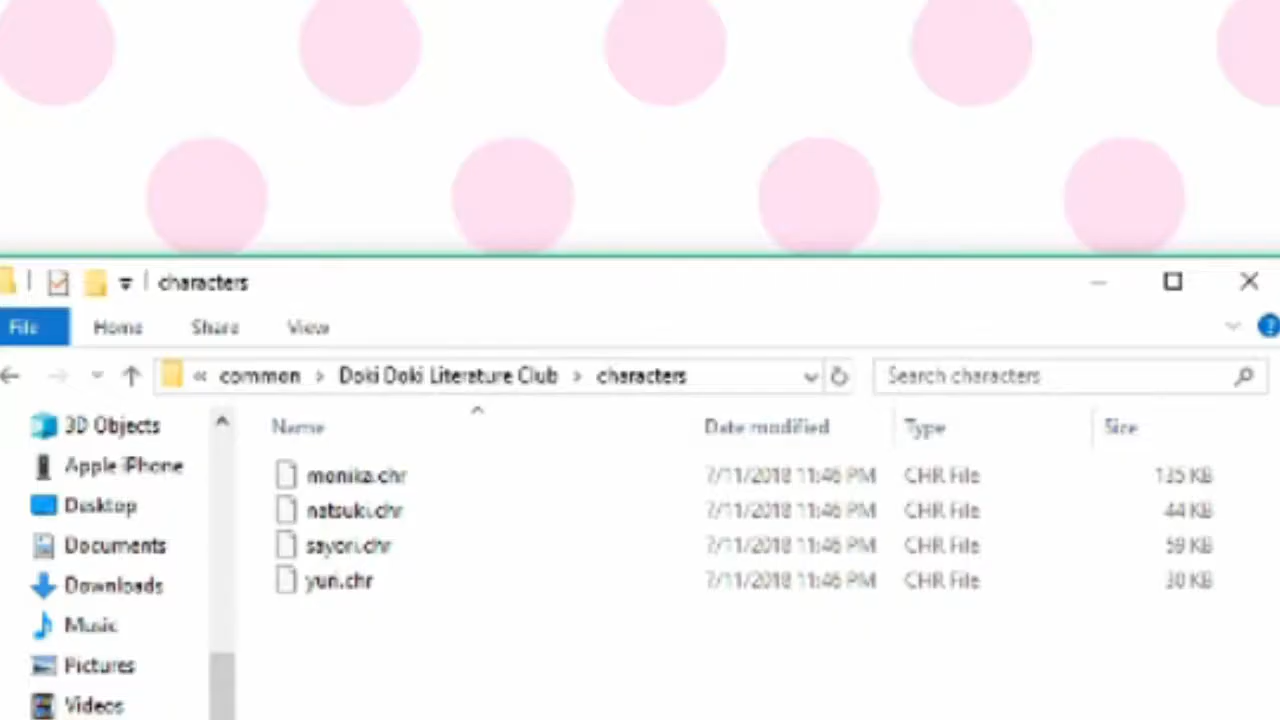 characters
File Home Share View
« common > Doki Doki Literature Club > characters Search characters
Name Date modified Type Size
3D Objects
Apple iPhone
Desktop
Documents
Downloads
Music
Pictures
Videos
monika.chr 7/11/2018 11:46 PM CHR File 135 KB
natsuki.chr 7/11/2018 11:46 PM CHR File 44 KB
sayori.chr 7/11/2018 11:46 PM CHR File 59 KB
yuri.chr 7/11/2018 11:46 PM CHR File 30 KB